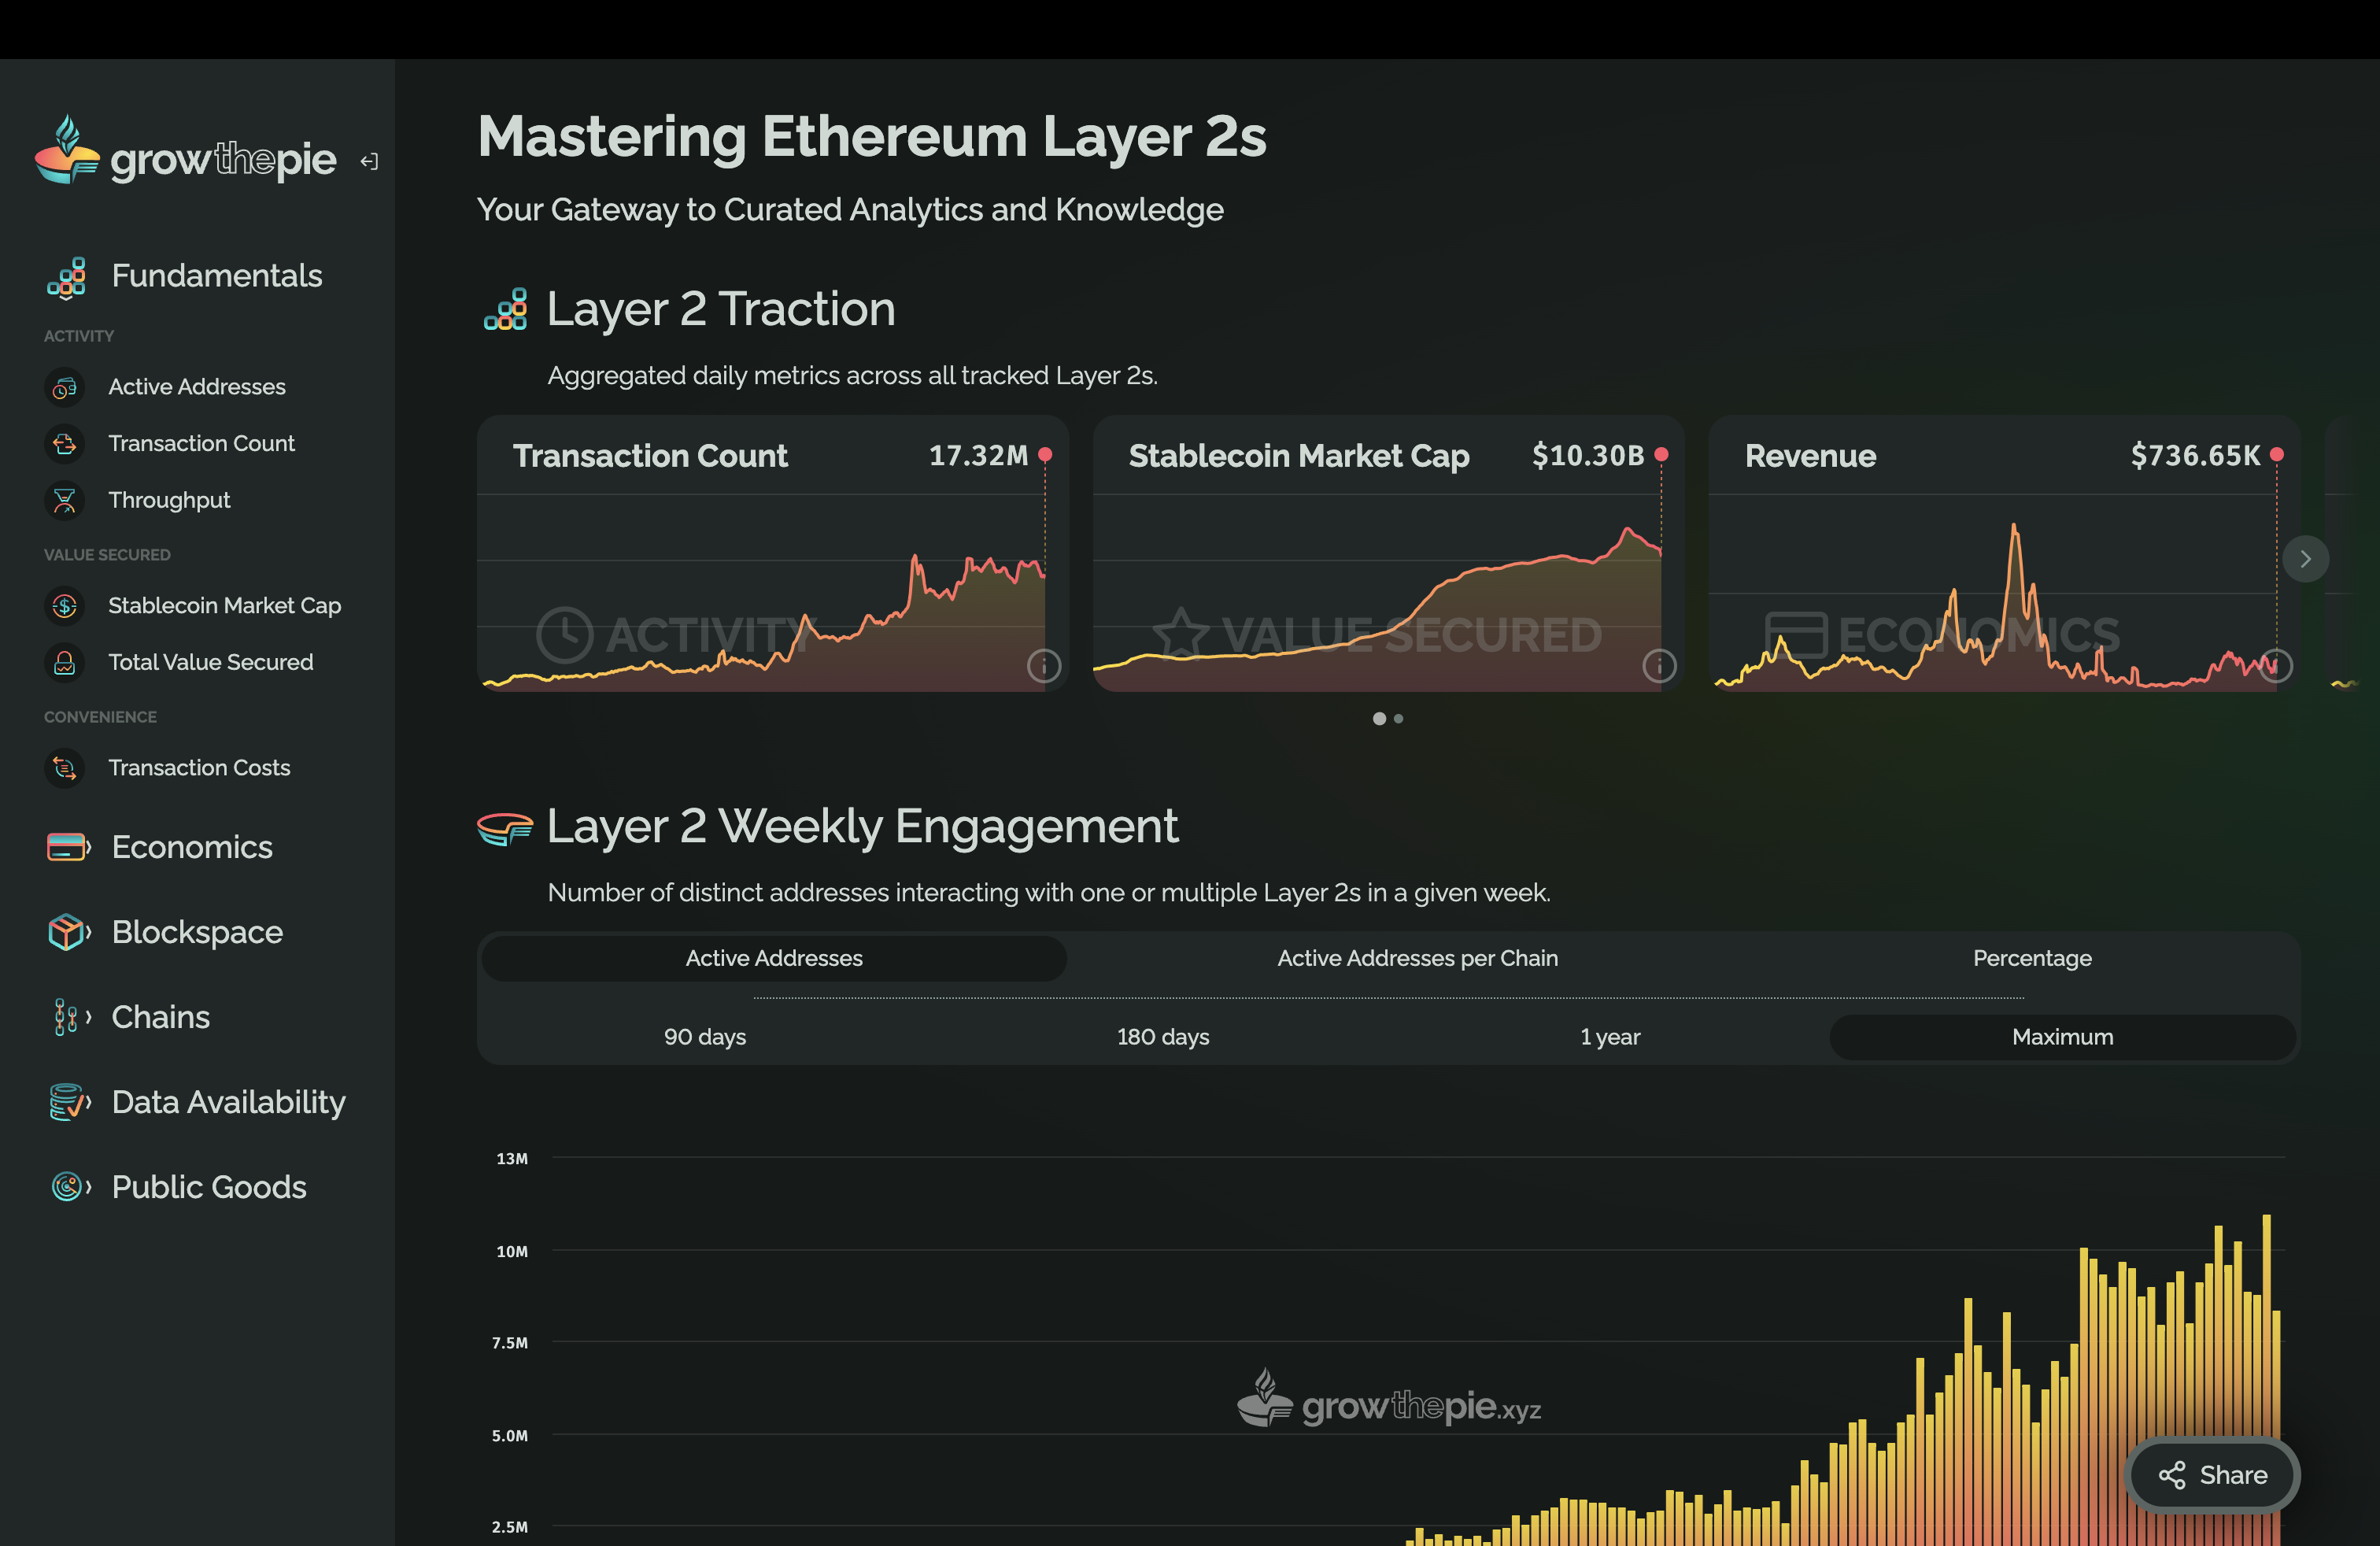 growthepie
Fundamentals
ACTIVITY
Active Addresses
Transaction Count
Throughput
VALUE SECURED
Stablecoin Market Cap
Total Value Secured
CONVENIENCE
Transaction Costs
Economics
Blockspace
Chains
Data Availability
Public Goods
Mastering Ethereum Layer 2s
Your Gateway to Curated Analytics and Knowledge
Layer 2 Traction
Aggregated daily metrics across all tracked Layer 2s.
Transaction Count 17.32M
ACTIVITY
Stablecoin Market Cap $10.30B
VALUE SECURED
Revenue $736.65K
ECONOMICS
Layer 2 Weekly Engagement
Number of distinct addresses interacting with one or multiple Layer 2s in a given week.
Active Addresses Active Addresses per Chain Percentage
90 days 180 days 1 year Maximum
13M
10M
7.5M
5.0M
2.5M
growthepie.xyz
Share